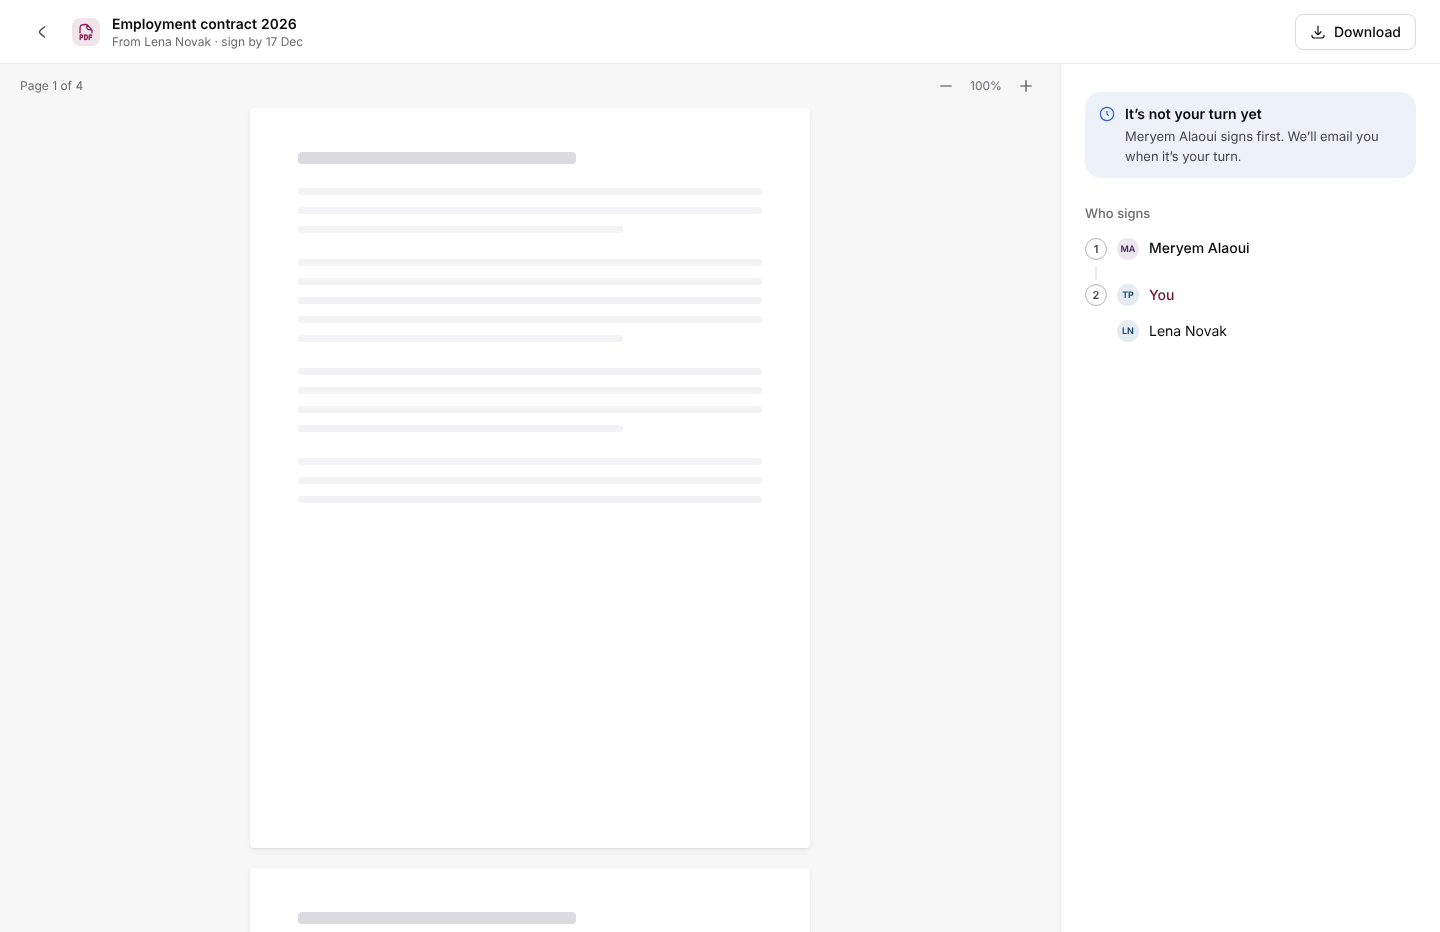 Employment contract 2026
From Lena Novak · sign by 17 Dec
PDF
Download
Page 1 of 4
100%
It’s not your turn yet
Meryem Alaoui signs first. We’ll email you
when it’s your turn.
Who signs
1 MA Meryem Alaoui
2 TP You
LN Lena Novak